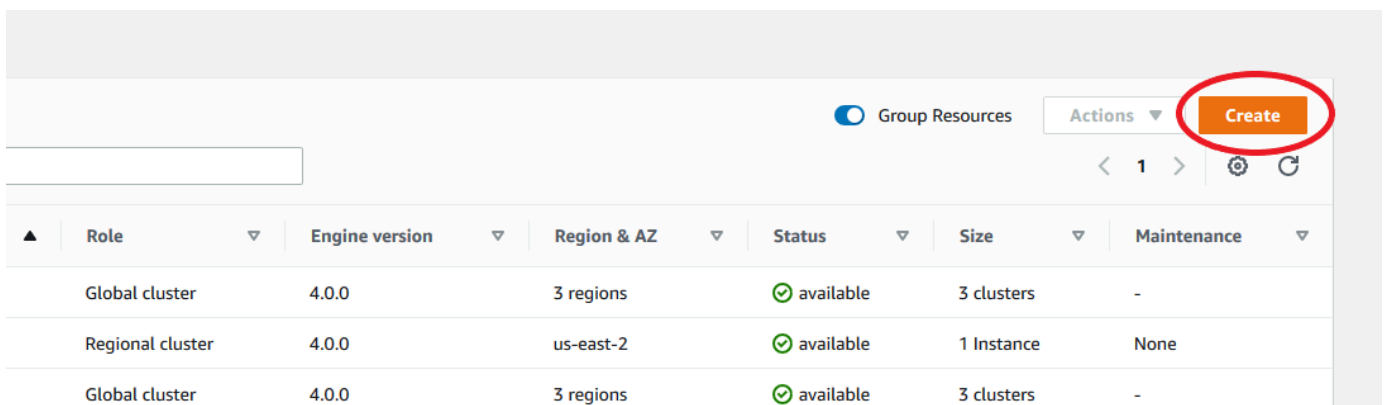 Group Resources Actions Create
1
Role Engine version Region & AZ Status Size Maintenance
Global cluster 4.0.0 3 regions available 3 clusters -
Regional cluster 4.0.0 us-east-2 available 1 Instance None
Global cluster 4.0.0 3 regions available 3 clusters -